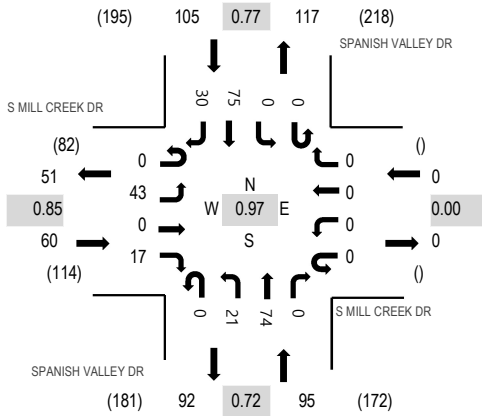 (195) 105 0.77 117 (218)
SPANISH VALLEY DR
30 75 0 0
S MILL CREEK DR
(82) ()
0 0
51 0
43 N 0
0.85 W 0.97 E 0.00
0 0
60 S 0
17 0
(114) ()
0 21 74 0
S MILL CREEK DR
SPANISH VALLEY DR
(181) 92 0.72 95 (172)